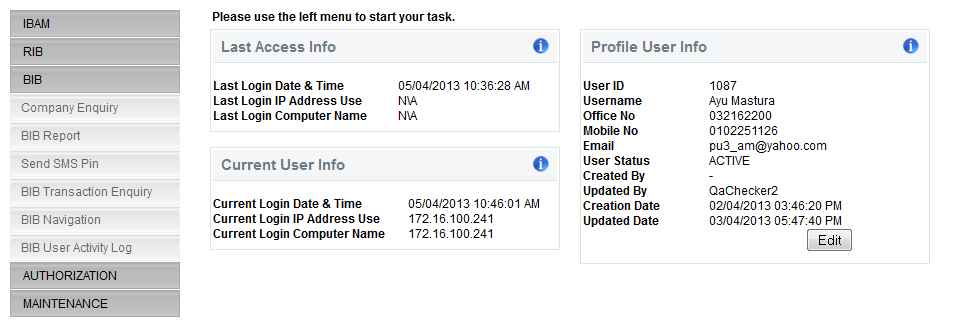 IBAM
RIB
BIB
Company Enquiry
BIB Report
Send SMS Pin
BIB Transaction Enquiry
BIB Navigation
BIB User Activity Log
AUTHORIZATION
MAINTENANCE
Please use the left menu to start your task.
Last Access Info
Last Login Date & Time 05/04/2013 10:36:28 AM
Last Login IP Address Use N\A
Last Login Computer Name N\A
Current User Info
Current Login Date & Time 05/04/2013 10:46:01 AM
Current Login IP Address Use 172.16.100.241
Current Login Computer Name 172.16.100.241
Profile User Info
User ID 1087
Username Ayu Mastura
Office No 032162200
Mobile No 0102251126
Email pu3_am@yahoo.com
User Status ACTIVE
Created By -
Updated By QaChecker2
Creation Date 02/04/2013 03:46:20 PM
Updated Date 03/04/2013 05:47:40 PM
Edit